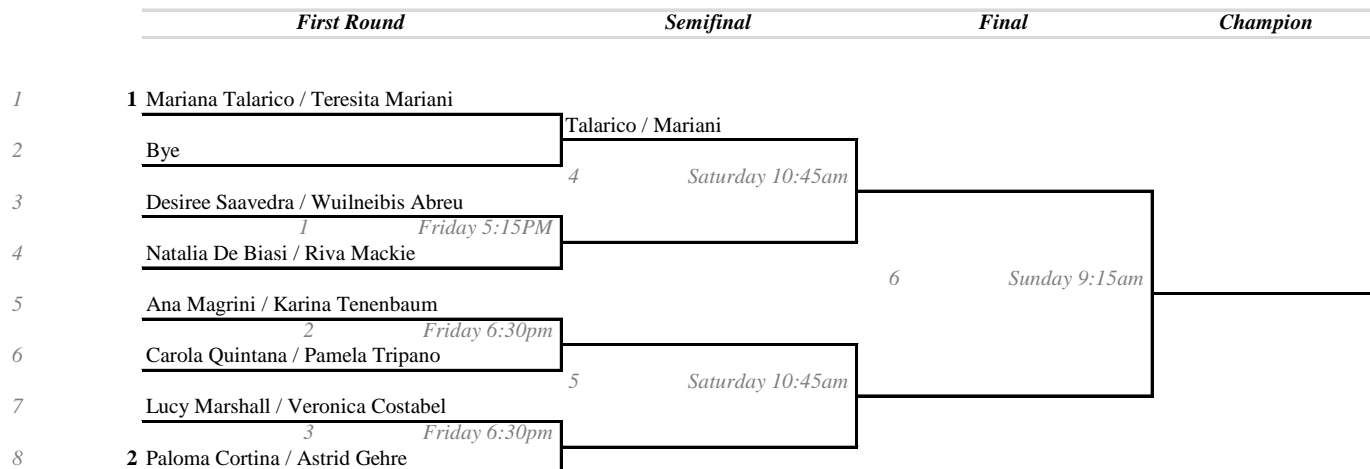 First Round Semifinal Final Champion
1 1 Mariana Talarico / Teresita Mariani
Talarico / Mariani
2 Bye
4 Saturday 10:45am
3 Desiree Saavedra / Wuilneibis Abreu
1 Friday 5:15PM
4 Natalia De Biasi / Riva Mackie
6 Sunday 9:15am
5 Ana Magrini / Karina Tenenbaum
2 Friday 6:30pm
6 Carola Quintana / Pamela Tripano
5 Saturday 10:45am
7 Lucy Marshall / Veronica Costabel
3 Friday 6:30pm
8 2 Paloma Cortina / Astrid Gehre